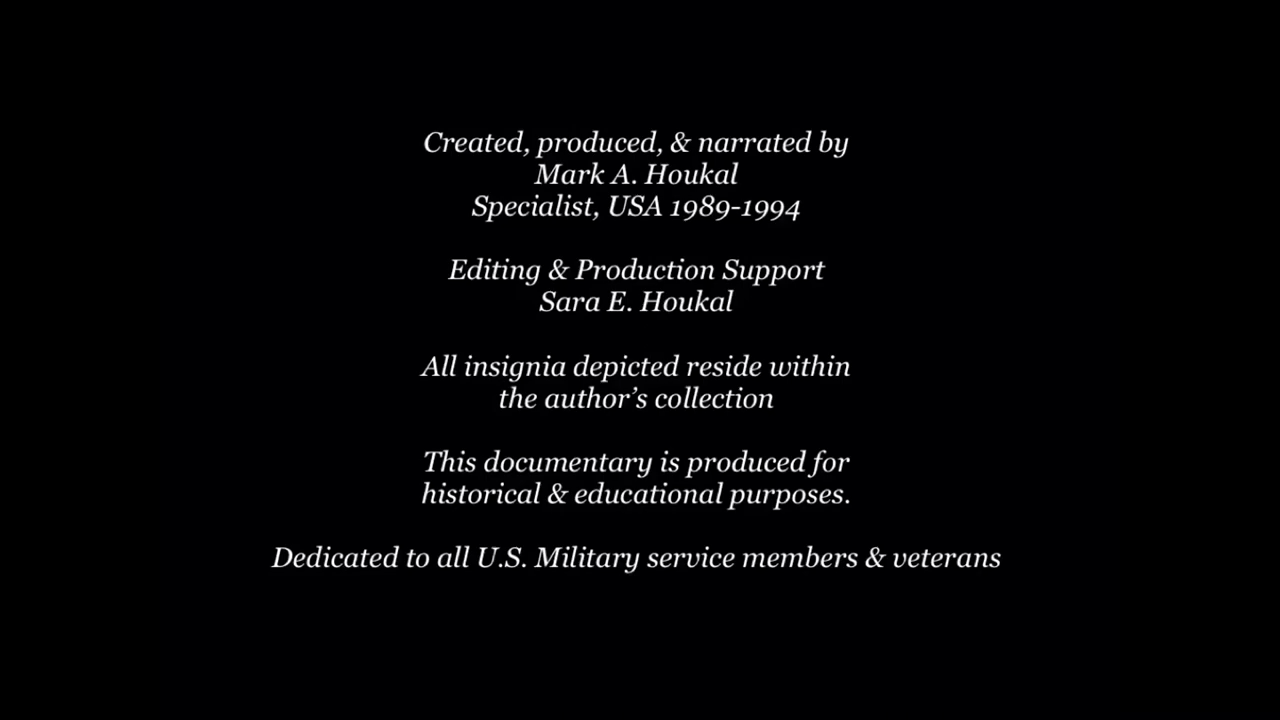 Created, produced, & narrated by
Mark A. Houkal
Specialist, USA 1989-1994
Editing & Production Support
Sara E. Houkal
All insignia depicted reside within
the author’s collection
This documentary is produced for
historical & educational purposes.
Dedicated to all U.S. Military service members & veterans